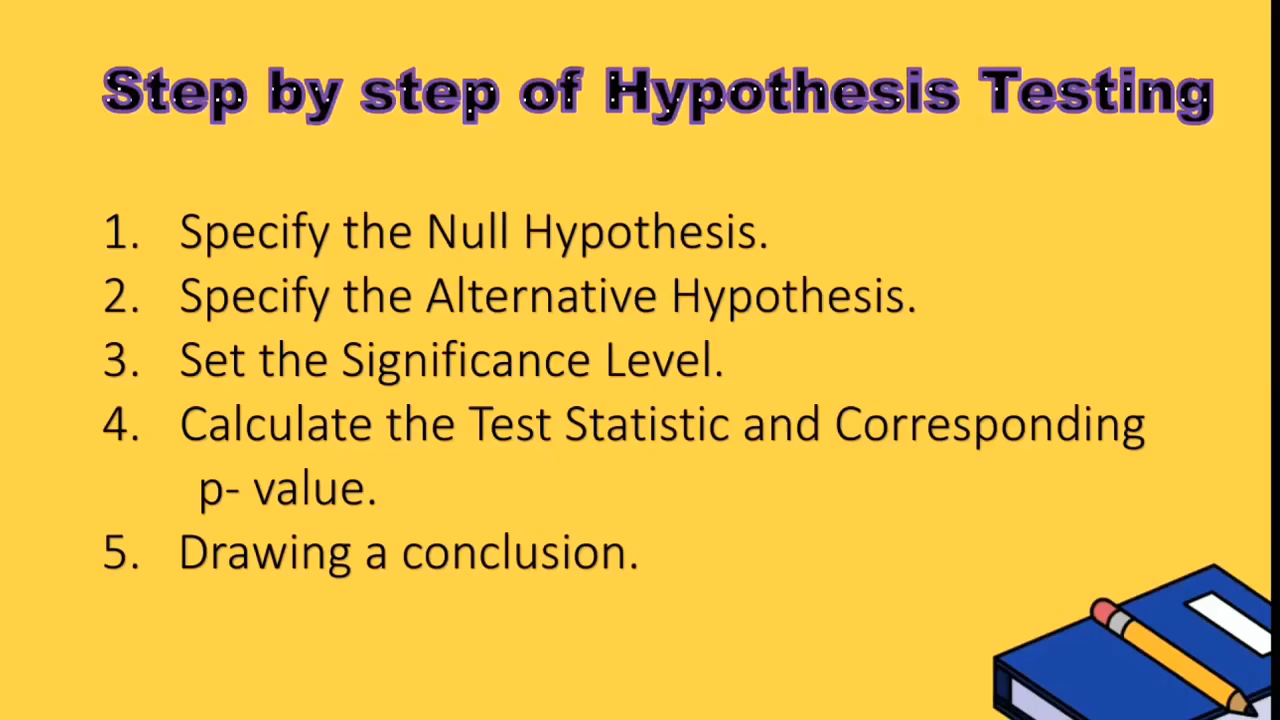 Step by step of Hypothesis Testing
1. Specify the Null Hypothesis.
2. Specify the Alternative Hypothesis.
3. Set the Significance Level.
4. Calculate the Test Statistic and Corresponding
p- value.
5. Drawing a conclusion.